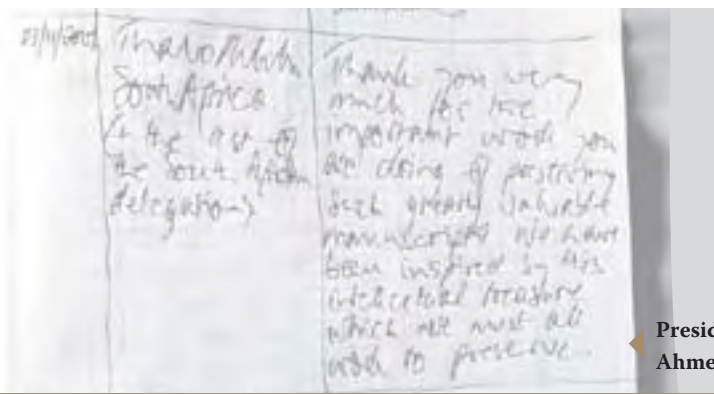 Thabo Mbeki
South Africa
(+ the rest of
the South African
delegation)
Thank you very
much for the
important work you
are doing of preserving
such greatly valuable
manuscripts. We have
been inspired by this
intellectual treasure
which we must all
work to preserve...
Presid
Ahme